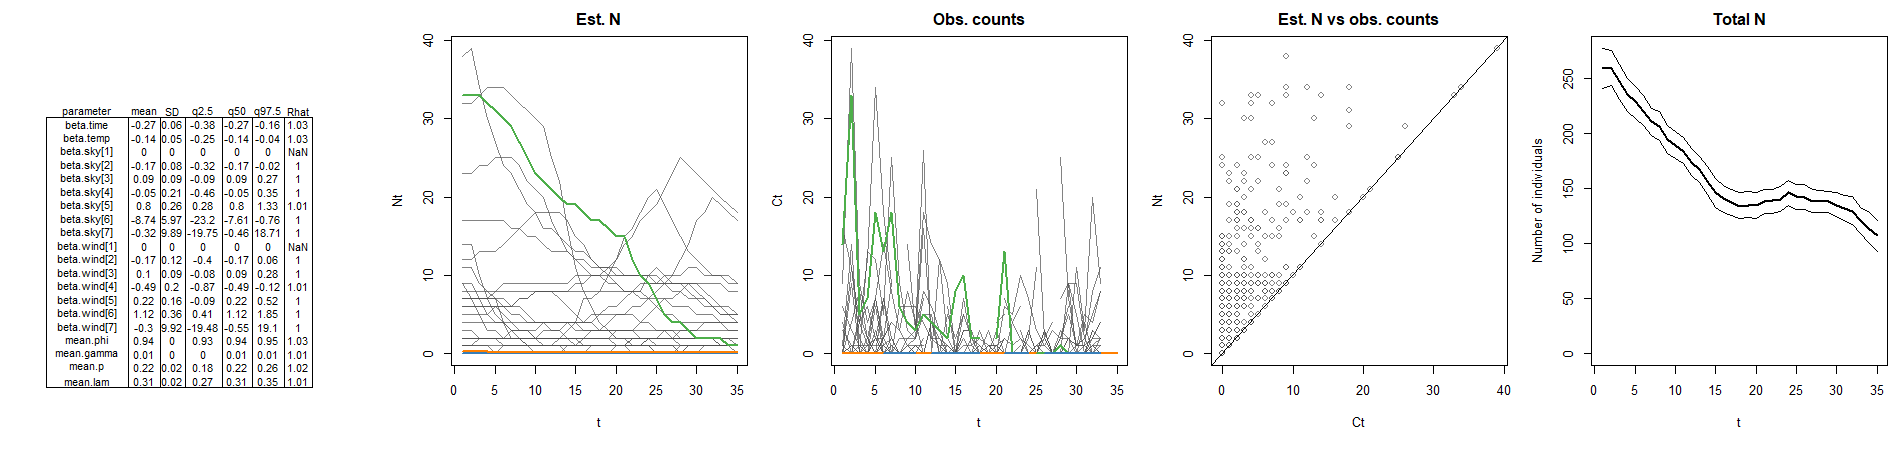 parameter mean SD q2.5 q50 q97.5 Rhat
beta.time -0.27 0.06 -0.38 -0.27 -0.16 1.03
beta.temp -0.14 0.05 -0.25 -0.14 -0.04 1.03
beta.sky[1] 0 0 0 0 0 NaN
beta.sky[2] -0.17 0.08 -0.32 -0.17 -0.02 1
beta.sky[3] 0.09 0.09 -0.09 0.09 0.27 1
beta.sky[4] -0.05 0.21 -0.46 -0.05 0.35 1
beta.sky[5] 0.8 0.26 0.28 0.8 1.33 1.01
beta.sky[6] -8.74 5.97 -23.2 -7.61 -0.76 1
beta.sky[7] -0.32 9.89 -19.75 -0.46 18.71 1
beta.wind[1] 0 0 0 0 0 NaN
beta.wind[2] -0.17 0.12 -0.4 -0.17 0.06 1
beta.wind[3] 0.1 0.09 -0.08 0.09 0.28 1
beta.wind[4] -0.49 0.2 -0.87 -0.49 -0.12 1.01
beta.wind[5] 0.22 0.16 -0.09 0.22 0.52 1
beta.wind[6] 1.12 0.36 0.41 1.12 1.85 1
beta.wind[7] -0.3 9.92 -19.48 -0.55 19.1 1
mean.phi 0.94 0 0.93 0.94 0.95 1.03
mean.gamma 0.01 0 0 0.01 0.01 1.01
mean.p 0.22 0.02 0.18 0.22 0.26 1.02
mean.lam 0.31 0.02 0.27 0.31 0.35 1.01
Est. N
Nt
40
30
20
10
0
0 5 10 15 20 25 30 35
t
Obs. counts
Ct
40
30
20
10
0
0 5 10 15 20 25 30 35
t
Est. N vs obs. counts
Nt
40
30
20
10
0
0 10 20 30 40
Ct
Total N
Number of individuals
250
200
150
100
50
0
0 5 10 15 20 25 30 35
t